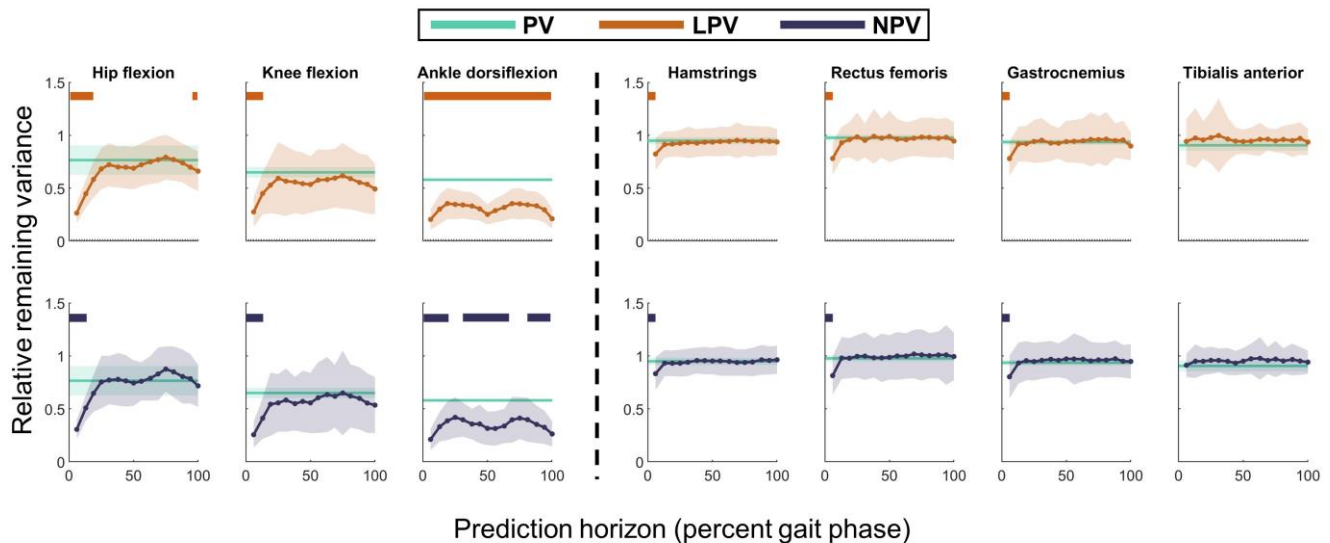 PV LPV NPV
Hip flexion Knee flexion Ankle dorsiflexion Hamstrings Rectus femoris Gastrocnemius Tibialis anterior
Relative remaining variance
1.5
1
0.5
0
1.5
1
0.5
0
0 50 100 0 50 100 0 50 100 0 50 100 0 50 100 0 50 100 0 50 100
Prediction horizon (percent gait phase)